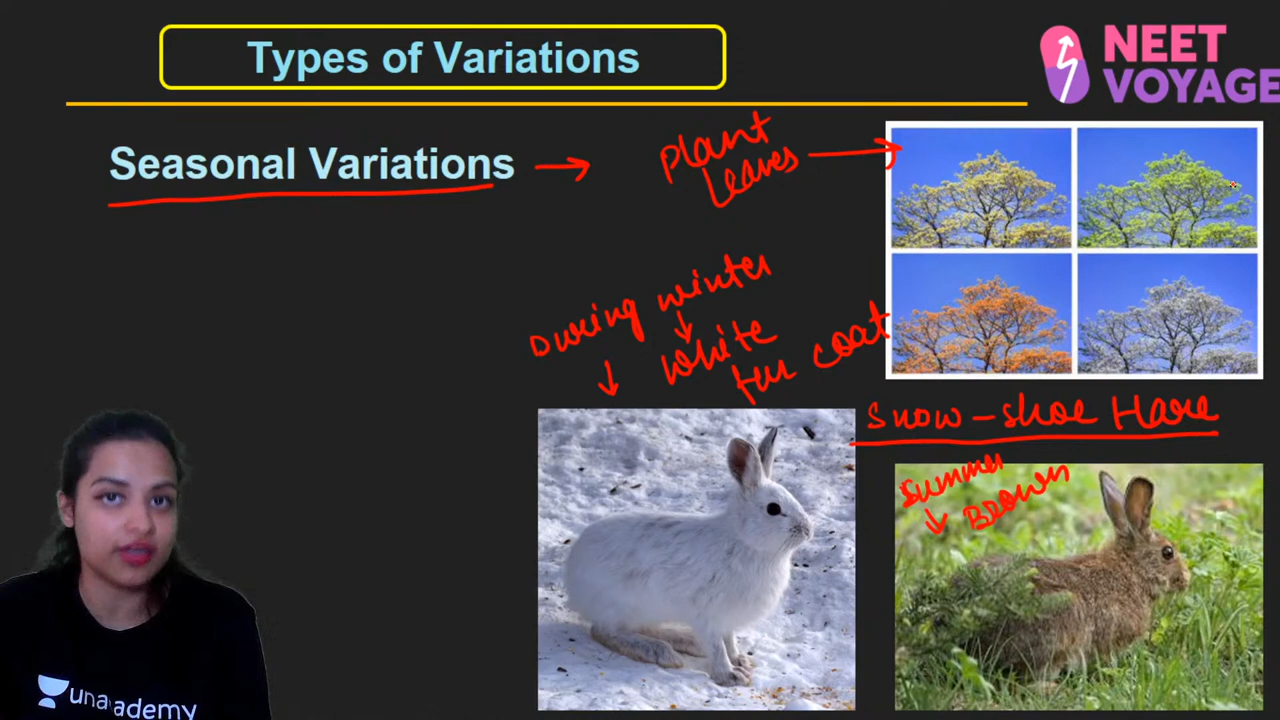 Types of Variations
NEET
VOYAGE
Seasonal Variations
Plant
Leaves
During winter
White
fur coat
Snow-shoe Hare
Summer
Brown
unacademy